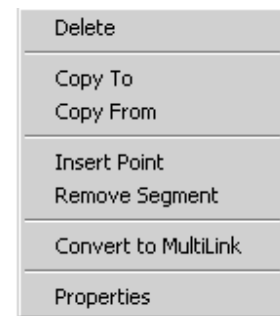 Delete
Copy To
Copy From
Insert Point
Remove Segment
Convert to MultiLink
Properties